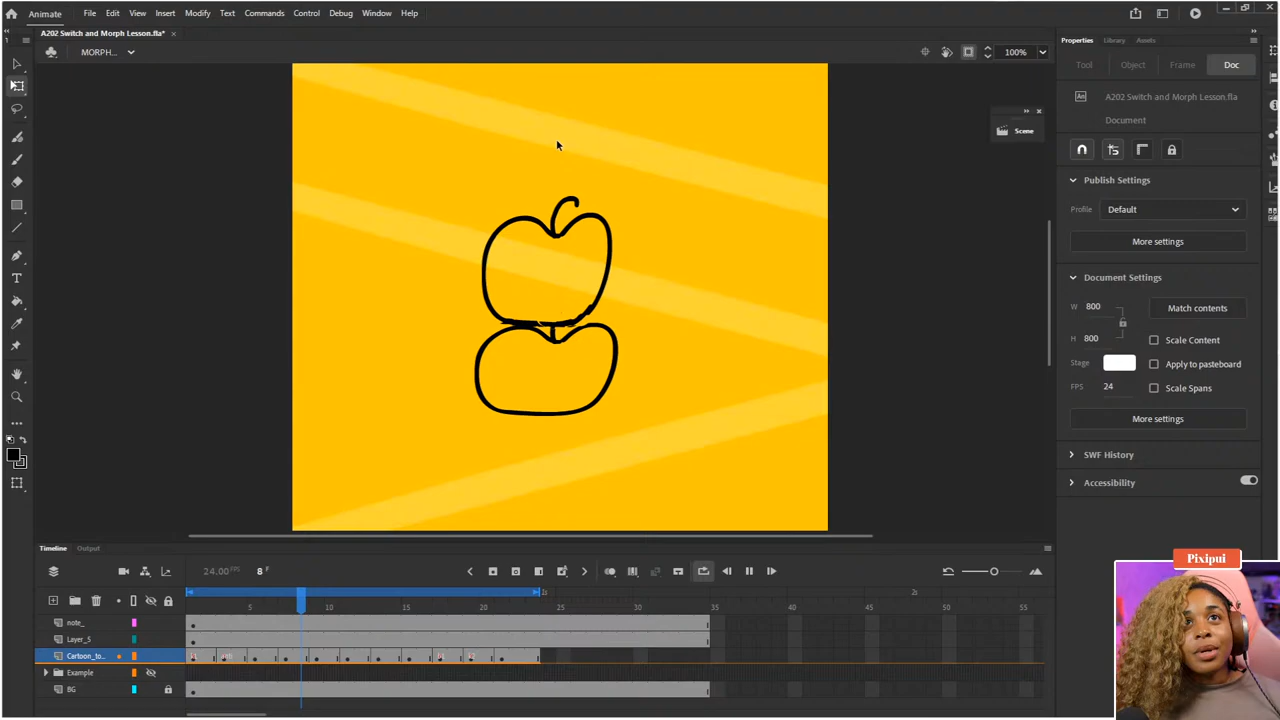 Animate File Edit View Insert Modify Text Commands Control Debug Window Help
A202 Switch and Morph Lesson.fla* ×
MORPH... 100%
Properties Library Assets
Tool Object Frame Doc
An A202 Switch and Morph Lesson.fla
Document
Scene
Publish Settings
Profile Default
More settings
Document Settings
W 800 Match contents
H 800 Scale Content
Stage Apply to pasteboard
FPS 24 Scale Spans
More settings
SWF History
Accessibility
Timeline Output
24.00 FPS 8 F
1s 2s
5 10 15 20 25 30 35 40 45 50 55
note_
Layer_5
Cartoon_to...
Example
BG
Pixipui